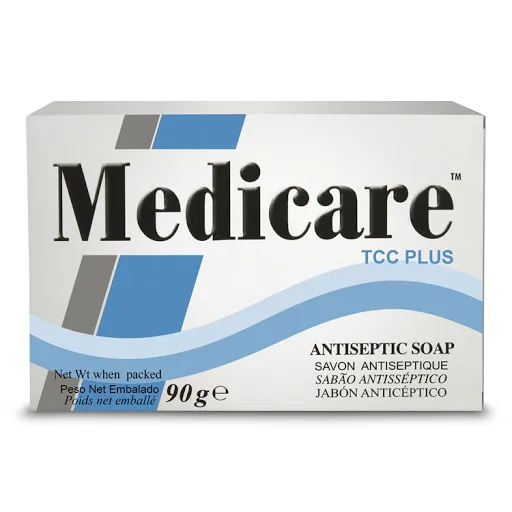 Medicare™
TCC PLUS
ANTISEPTIC SOAP
SAVON ANTISEPTIQUE
SABÃO ANTISSÉPTICO
JABÓN ANTICÉPTICO
Net Wt when packed
Peso Net Embalado
Poids net emballé
90g℮